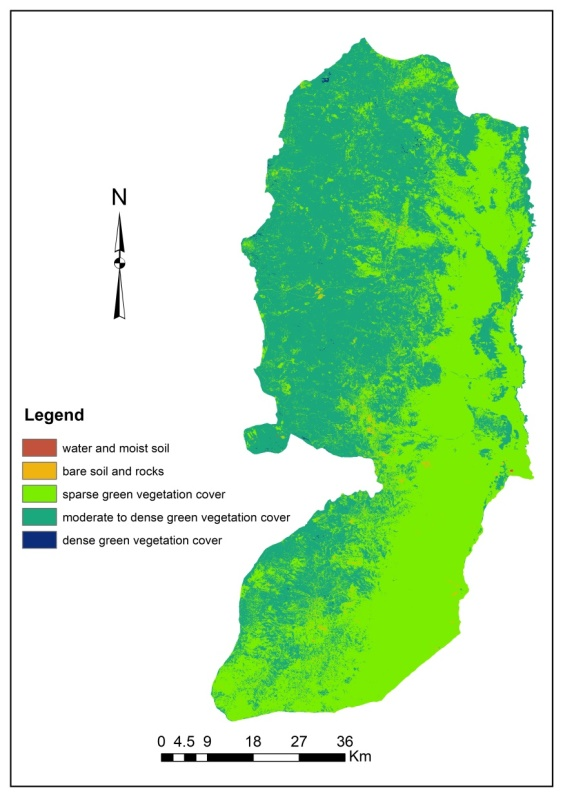 N
Legend
water and moist soil
bare soil and rocks
sparse green vegetation cover
moderate to dense green vegetation cover
dense green vegetation cover
0 4.5 9 18 27 36
Km